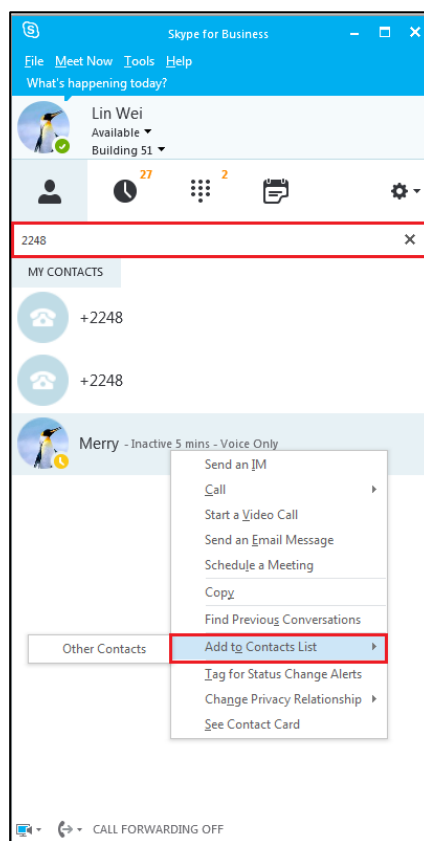 Skype for Business
File Meet Now Tools Help
What's happening today?
Lin Wei
Available
Building 51
27
2
2248
MY CONTACTS
+2248
+2248
Merry - Inactive 5 mins - Voice Only
Send an IM
Call
Start a Video Call
Send an Email Message
Schedule a Meeting
Copy
Find Previous Conversations
Other Contacts
Add to Contacts List
Tag for Status Change Alerts
Change Privacy Relationship
See Contact Card
CALL FORWARDING OFF